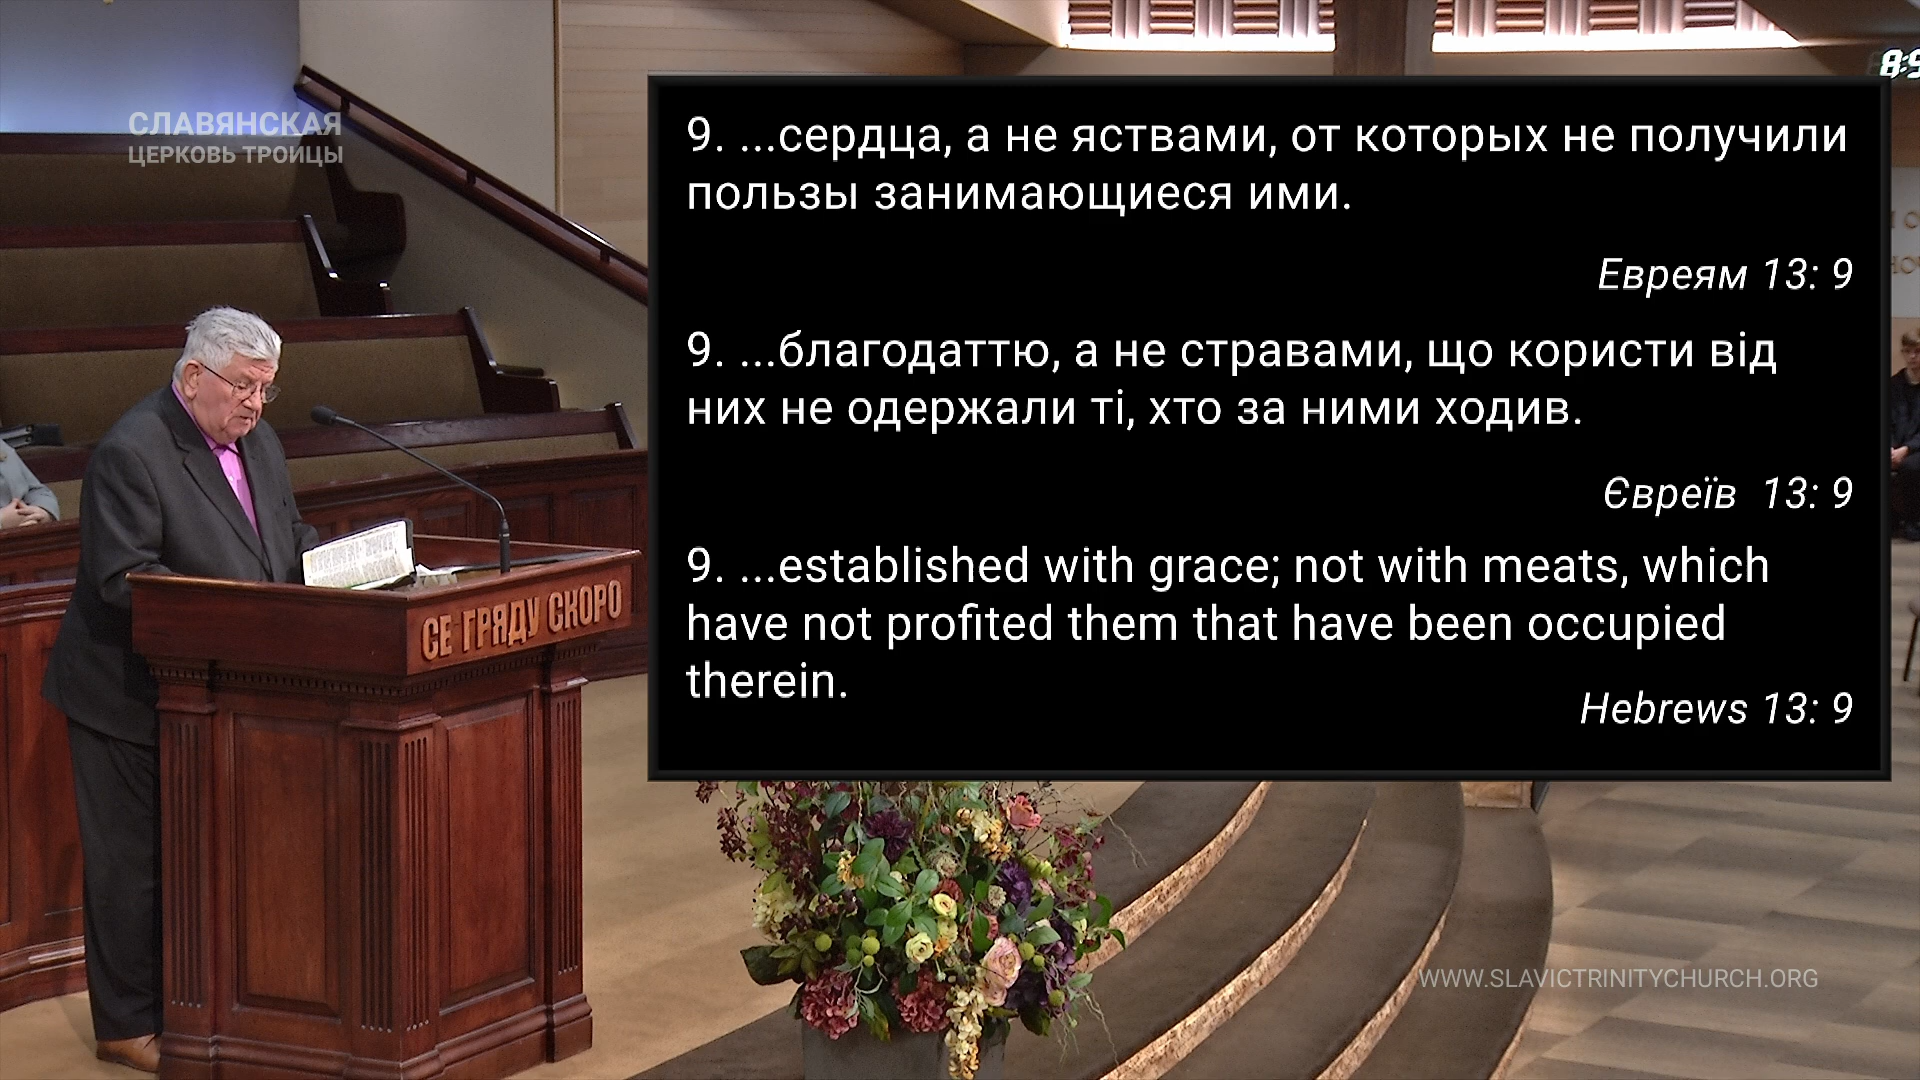 СЛАВЯНСКАЯ
ЦЕРКОВЬ ТРОИЦЫ
9. ...сердца, а не яствами, от которых не получили
пользы занимающиеся ими.
Евреям 13: 9
9. ...благодаттю, а не стравами, що користи від
них не одержали ті, хто за ними ходив.
Євреїв 13: 9
9. ...established with grace; not with meats, which
have not profited them that have been occupied
therein.
Hebrews 13: 9
СЕ ГРЯДУ СКОРО
WWW.SLAVICTRINITYCHURCH.ORG